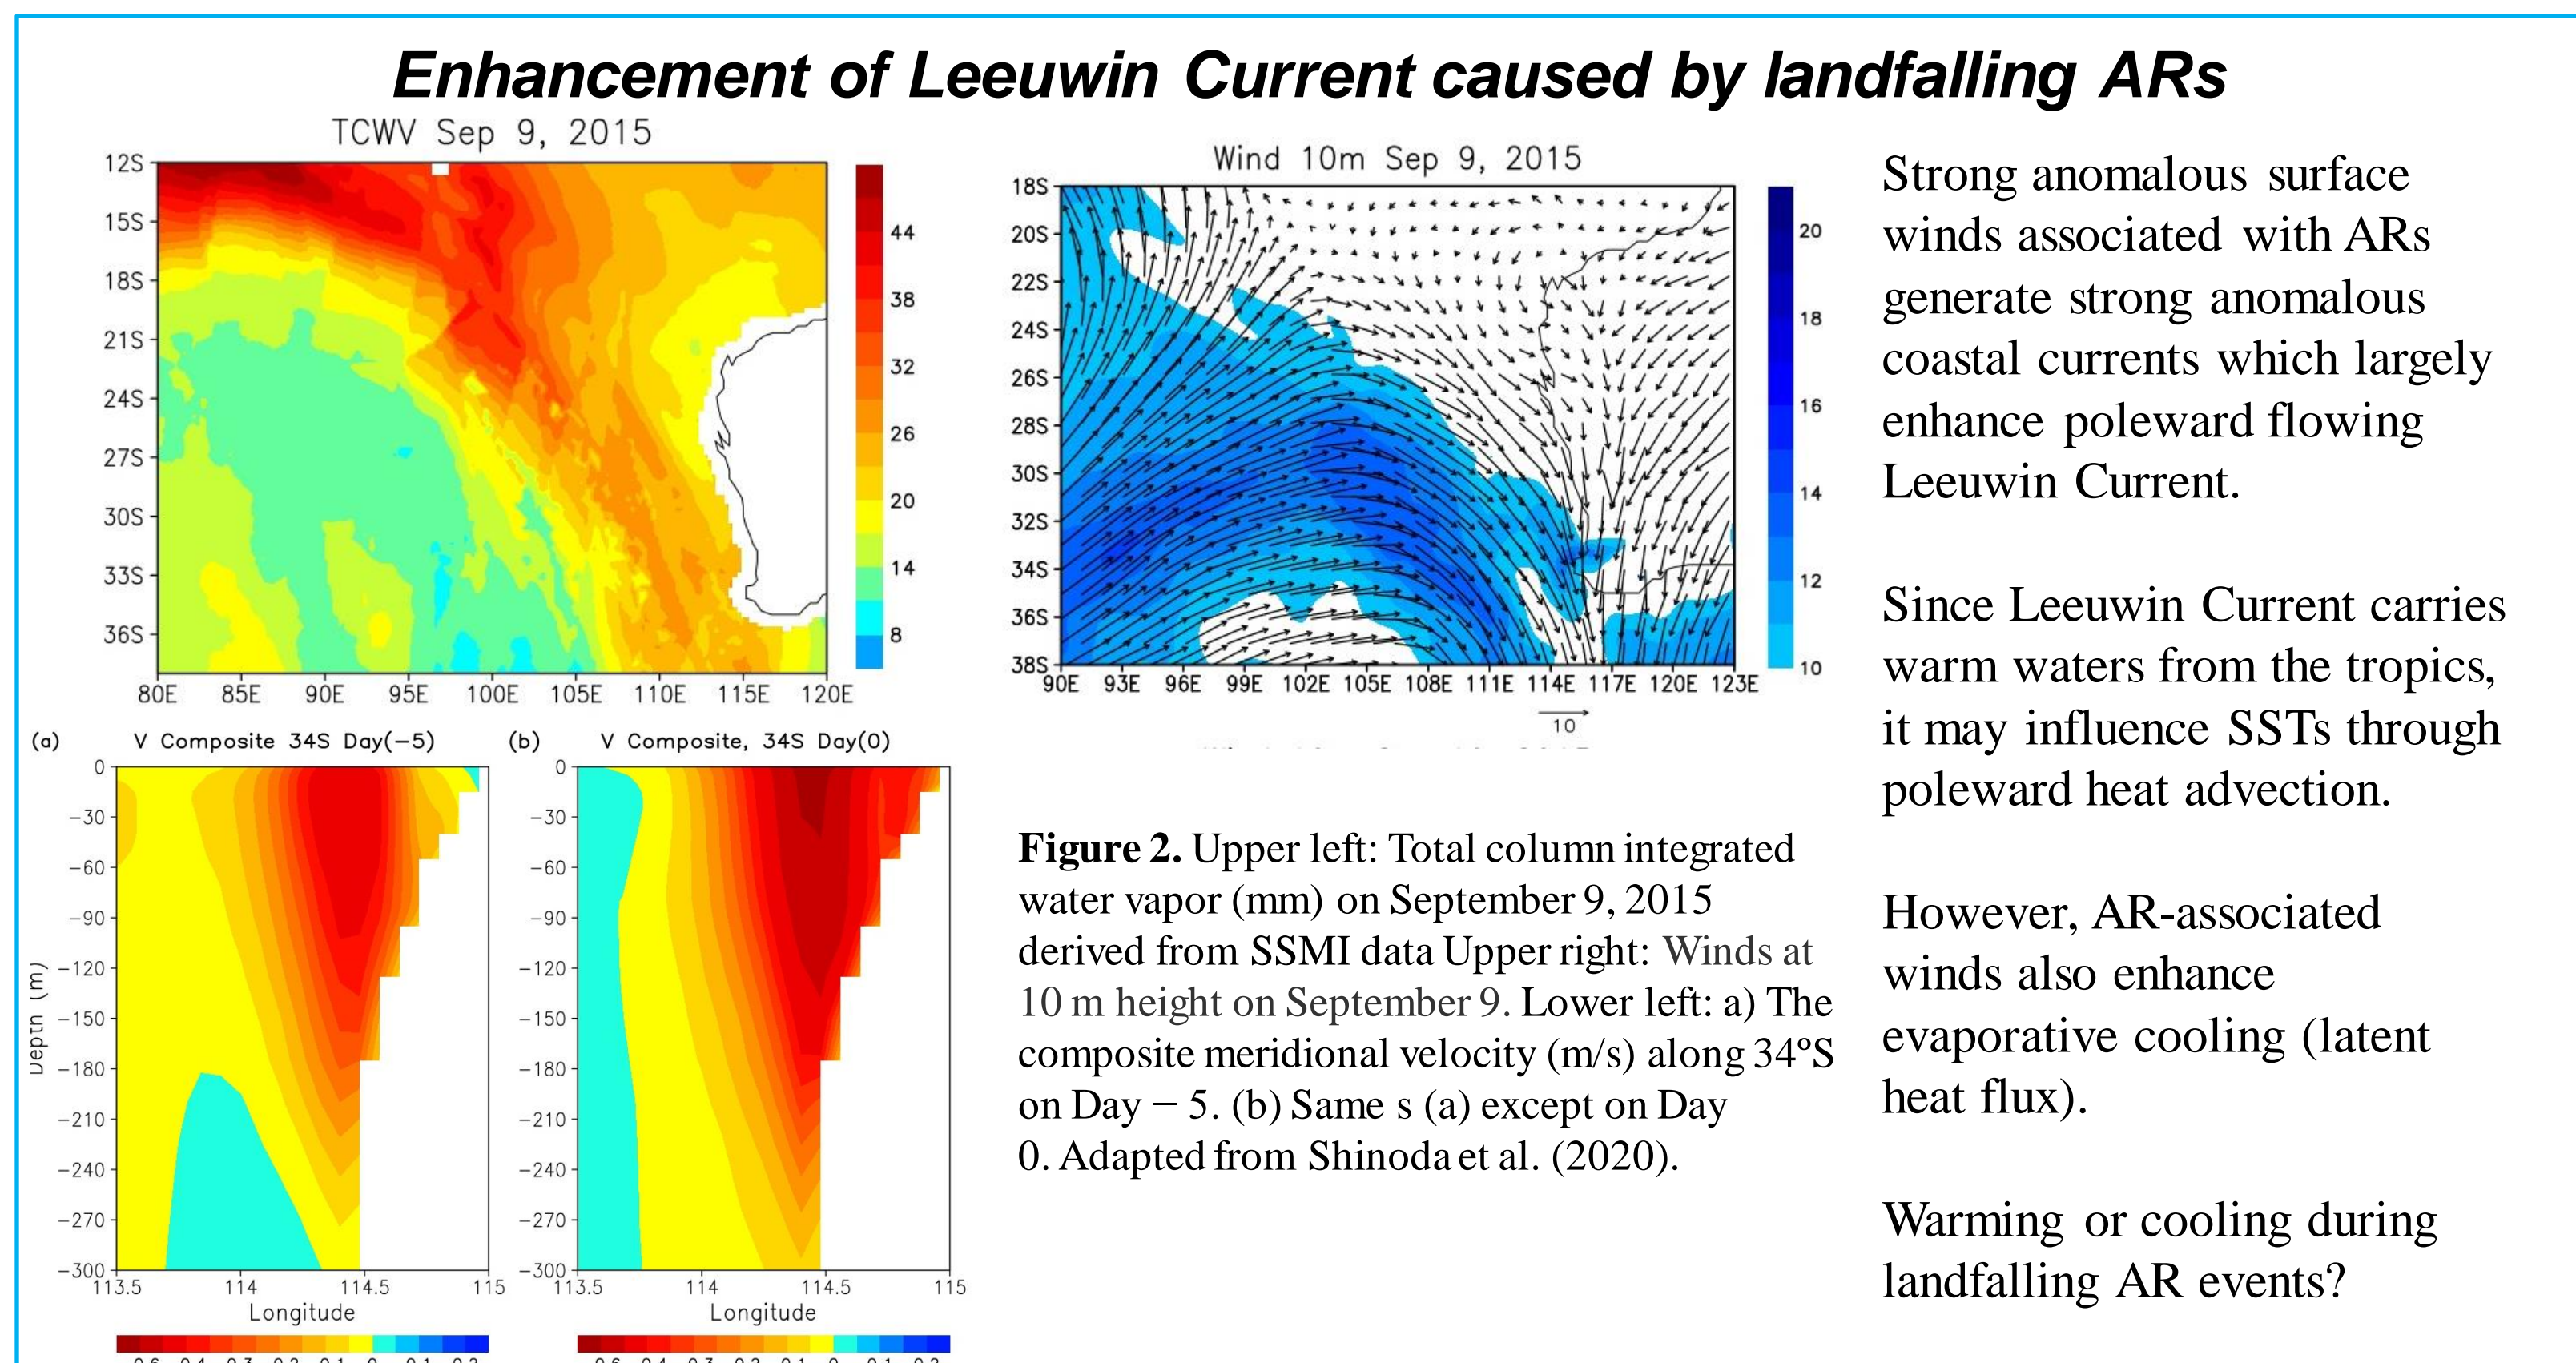 Enhancement of Leeuwin Current caused by landfalling ARs
TCWV Sep 9, 2015
12S
15S
18S
21S
24S
27S
30S
33S
36S
80E 85E 90E 95E 100E 105E 110E 115E 120E
44
38
32
26
20
14
8
Wind 10m Sep 9, 2015
18S
20S
22S
24S
26S
28S
30S
32S
34S
36S
38S
90E 93E 96E 99E 102E 105E 108E 111E 114E 117E 120E 123E
10
20
18
16
14
12
10
Strong anomalous surface
winds associated with ARs
generate strong anomalous
coastal currents which largely
enhance poleward flowing
Leeuwin Current.
Since Leeuwin Current carries
warm waters from the tropics,
it may influence SSTs through
poleward heat advection.
However, AR-associated
winds also enhance
evaporative cooling (latent
heat flux).
Warming or cooling during
landfalling AR events?
(a) V Composite 34S Day(−5)
Depth (m)
0
−30
−60
−90
−120
−150
−180
−210
−240
−270
−300
113.5 114 114.5 115
Longitude
(b) V Composite, 34S Day(0)
0
−30
−60
−90
−120
−150
−180
−210
−240
−270
−300
113.5 114 114.5 115
Longitude
Figure 2. Upper left: Total column integrated
water vapor (mm) on September 9, 2015
derived from SSMI data Upper right: Winds at
10 m height on September 9. Lower left: a) The
composite meridional velocity (m/s) along 34°S
on Day − 5. (b) Same s (a) except on Day
0. Adapted from Shinoda et al. (2020).